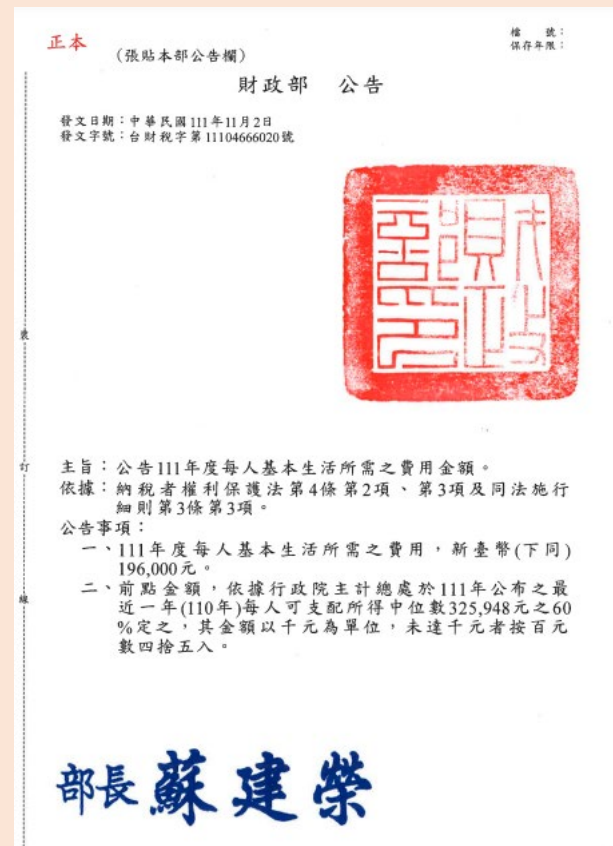 檔　　號：
保存年限：
正本
(張貼本部公告欄)
財政部　公告
發文日期：中華民國111年11月2日
發文字號：台財稅字第11104666020號
財政部印
裝
訂
線
主旨：公告111年度每人基本生活所需之費用金額。
依據：納稅者權利保護法第4條第2項、第3項及同法施行
細則第3條第3項。
公告事項：
一、111年度每人基本生活所需之費用，新臺幣(下同)
196,000元。
二、前點金額，依據行政院主計總處於111年公布之最
近一年(110年)每人可支配所得中位數325,948元之60
%定之，其金額以千元為單位，未達千元者按百元
數四捨五入。
部長 蘇建榮